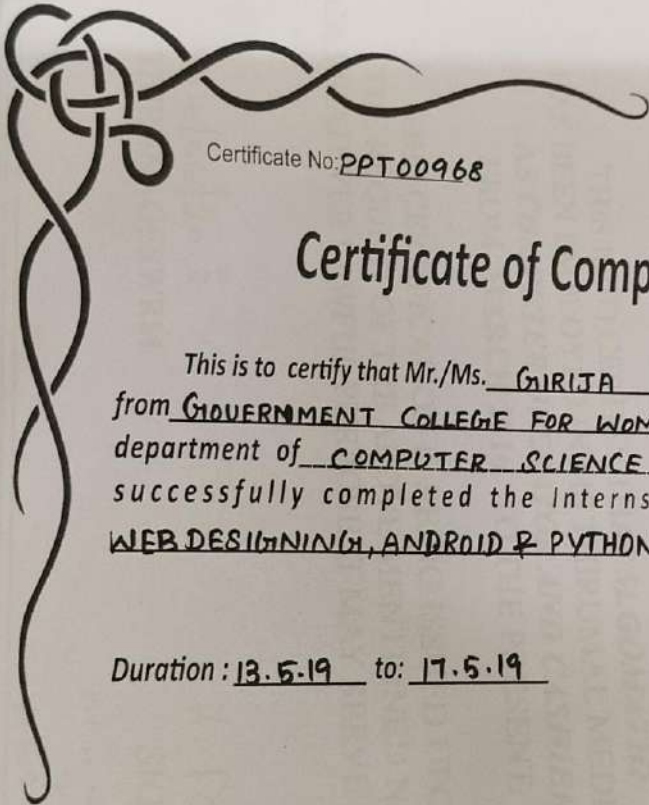 Certificate No: PPT00968
Certificate of Comp
This is to certify that Mr./Ms. GIRIJA
from GOVERNMENT COLLEGE FOR WOM
department of COMPUTER SCIENCE
successfully completed the Interns
WEB DESIGNING, ANDROID & PYTHON
Duration : 13.5.19 to: 17.5.19